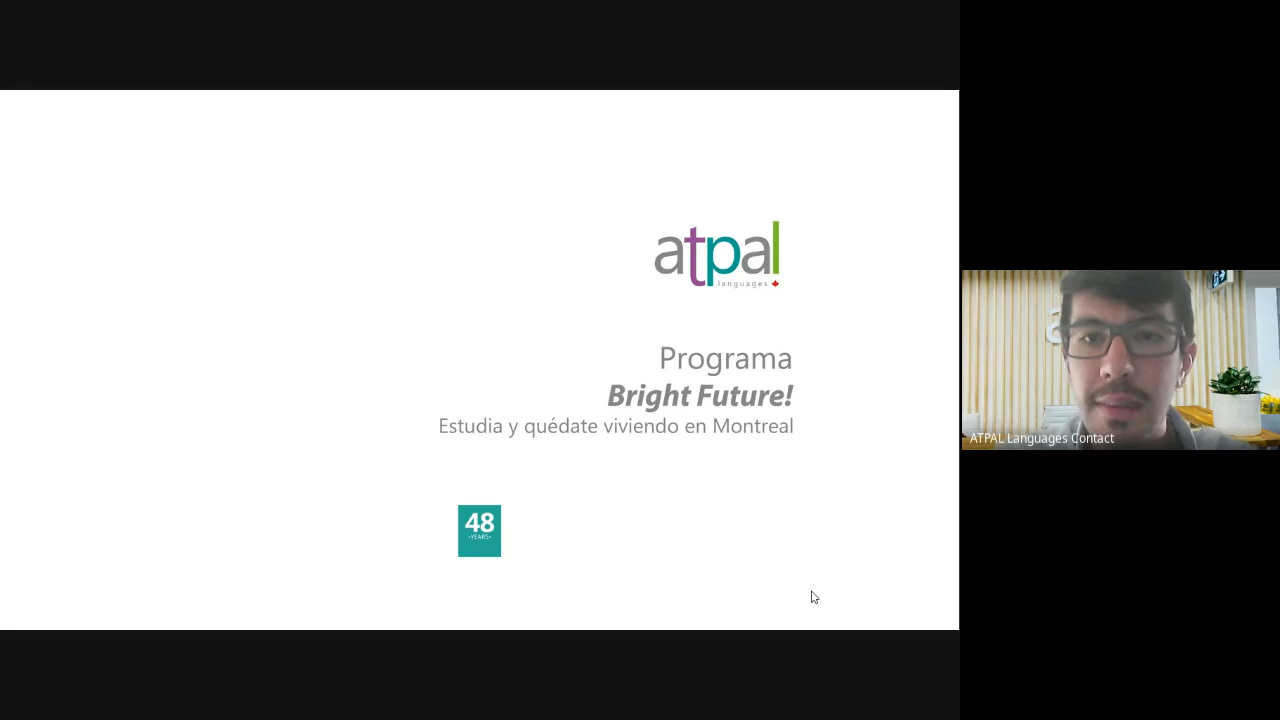 atpal
languages
Programa
Bright Future!
Estudia y quédate viviendo en Montreal
48
•YEARS•
ATPAL Languages Contact